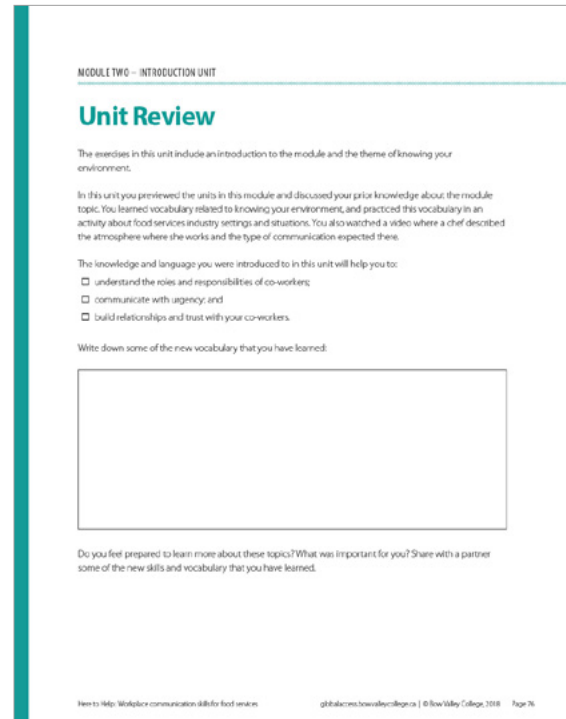 MODULE TWO – INTRODUCTION UNIT
Unit Review
The exercises in this unit include an introduction to the module and the theme of knowing your
environment.
In this unit you previewed the units in this module and discussed your prior knowledge about the module
topic. You learned vocabulary related to knowing your environment, and practiced this vocabulary in an
activity about food services industry settings and situations. You also watched a video where a chef described
the atmosphere where she works and the type of communication expected there.
The knowledge and language you were introduced to in this unit will help you to:
understand the roles and responsibilities of co-workers;
communicate with urgency; and
build relationships and trust with your co-workers.
Write down some of the new vocabulary that you have learned:
Do you feel prepared to learn more about these topics? What was important for you? Share with a partner
some of the new skills and vocabulary that you have learned.
Here to Help: Workplace communication skills for food services globalaccess.bowvalleycollege.ca | © Bow Valley College, 2018 Page 76